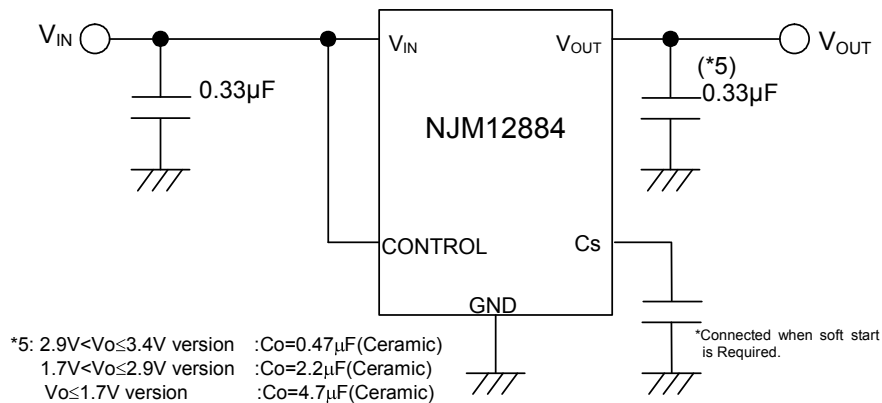 VIN
VIN
VOUT
VOUT
(*5)
0.33µF
0.33µF
NJM12884
CONTROL
Cs
GND
*Connected when soft start
is Required.
*5: 2.9V<Vo≤3.4V version :Co=0.47µF(Ceramic)
1.7V<Vo≤2.9V version :Co=2.2µF(Ceramic)
Vo≤1.7V version :Co=4.7µF(Ceramic)